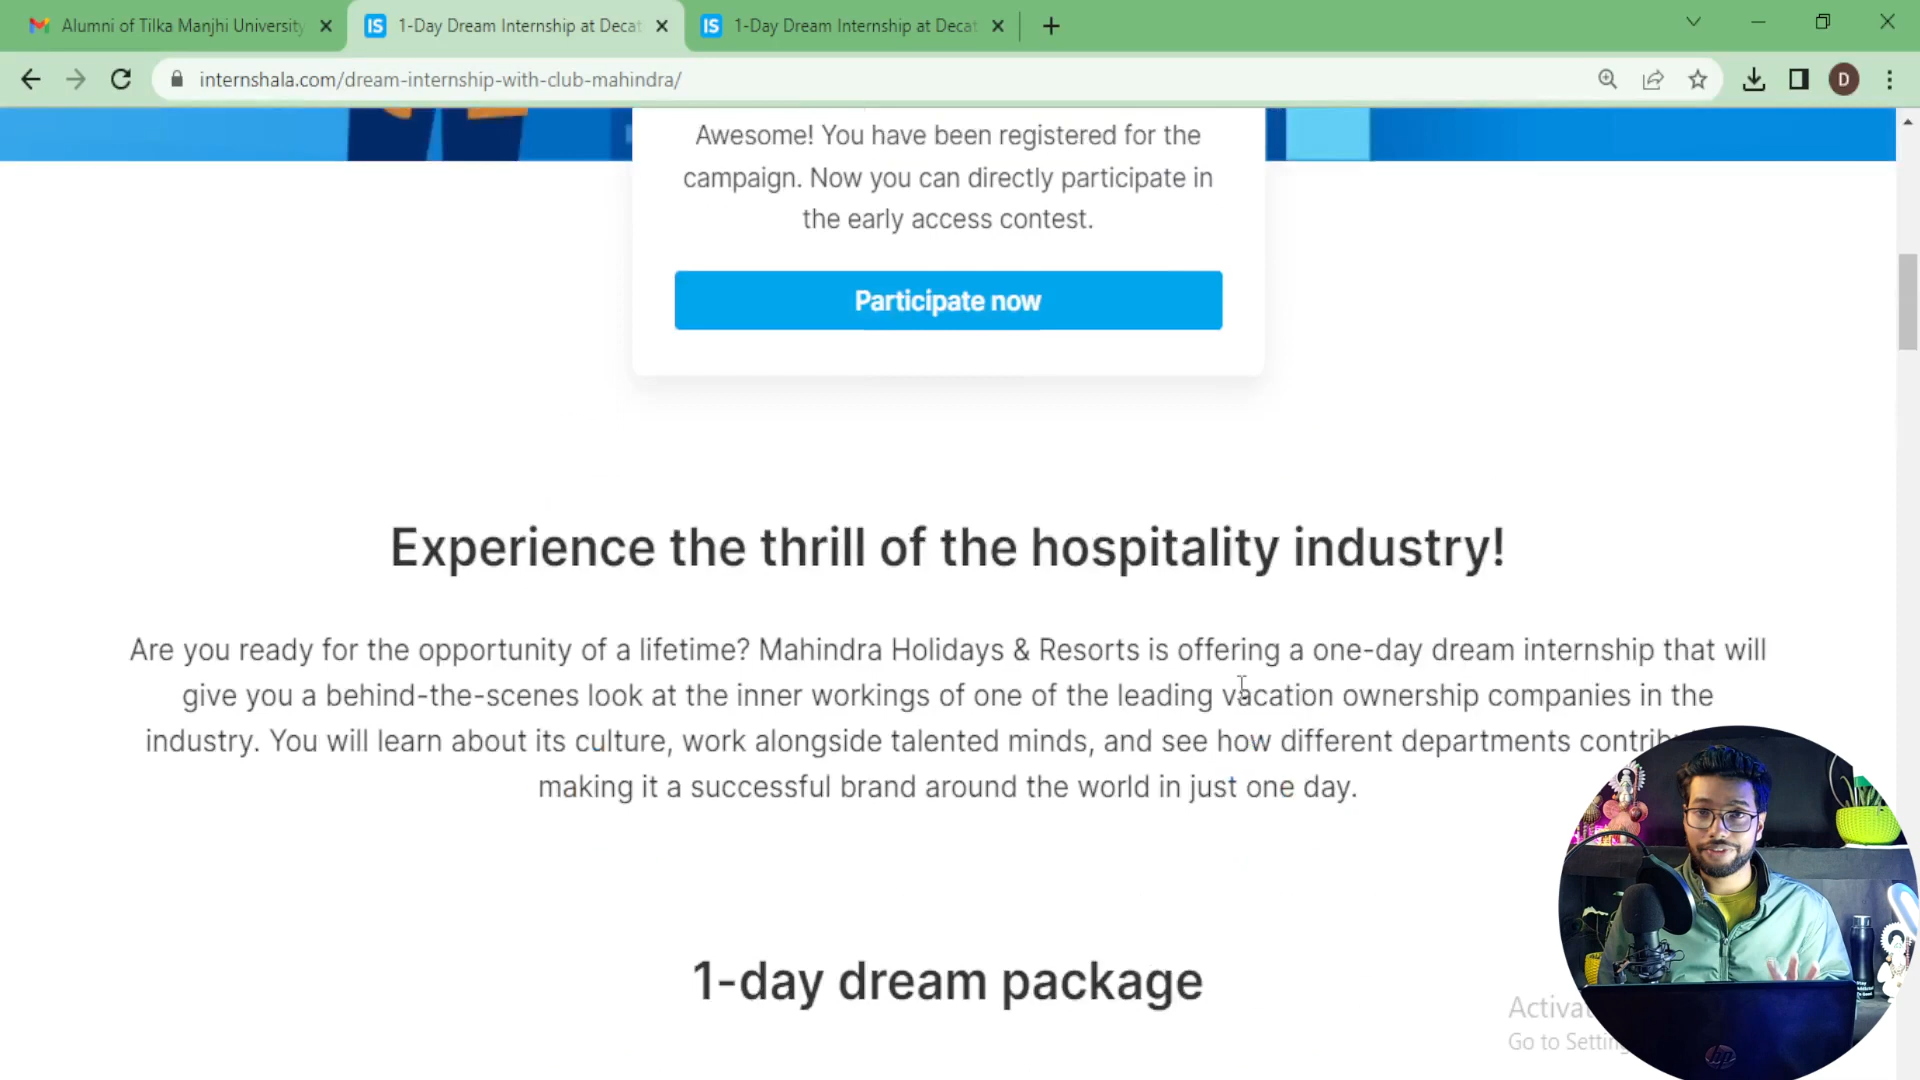 Alumni of Tilka Manjhi University
1-Day Dream Internship at Decat
1-Day Dream Internship at Decat
internshala.com/dream-internship-with-club-mahindra/
D
Awesome! You have been registered for the
campaign. Now you can directly participate in
the early access contest.
Participate now
Experience the thrill of the hospitality industry!
Are you ready for the opportunity of a lifetime? Mahindra Holidays & Resorts is offering a one-day dream internship that will
give you a behind-the-scenes look at the inner workings of one of the leading vacation ownership companies in the
industry. You will learn about its culture, work alongside talented minds, and see how different departments
making it a successful brand around the world in just one day.
1-day dream package
Go to
hp